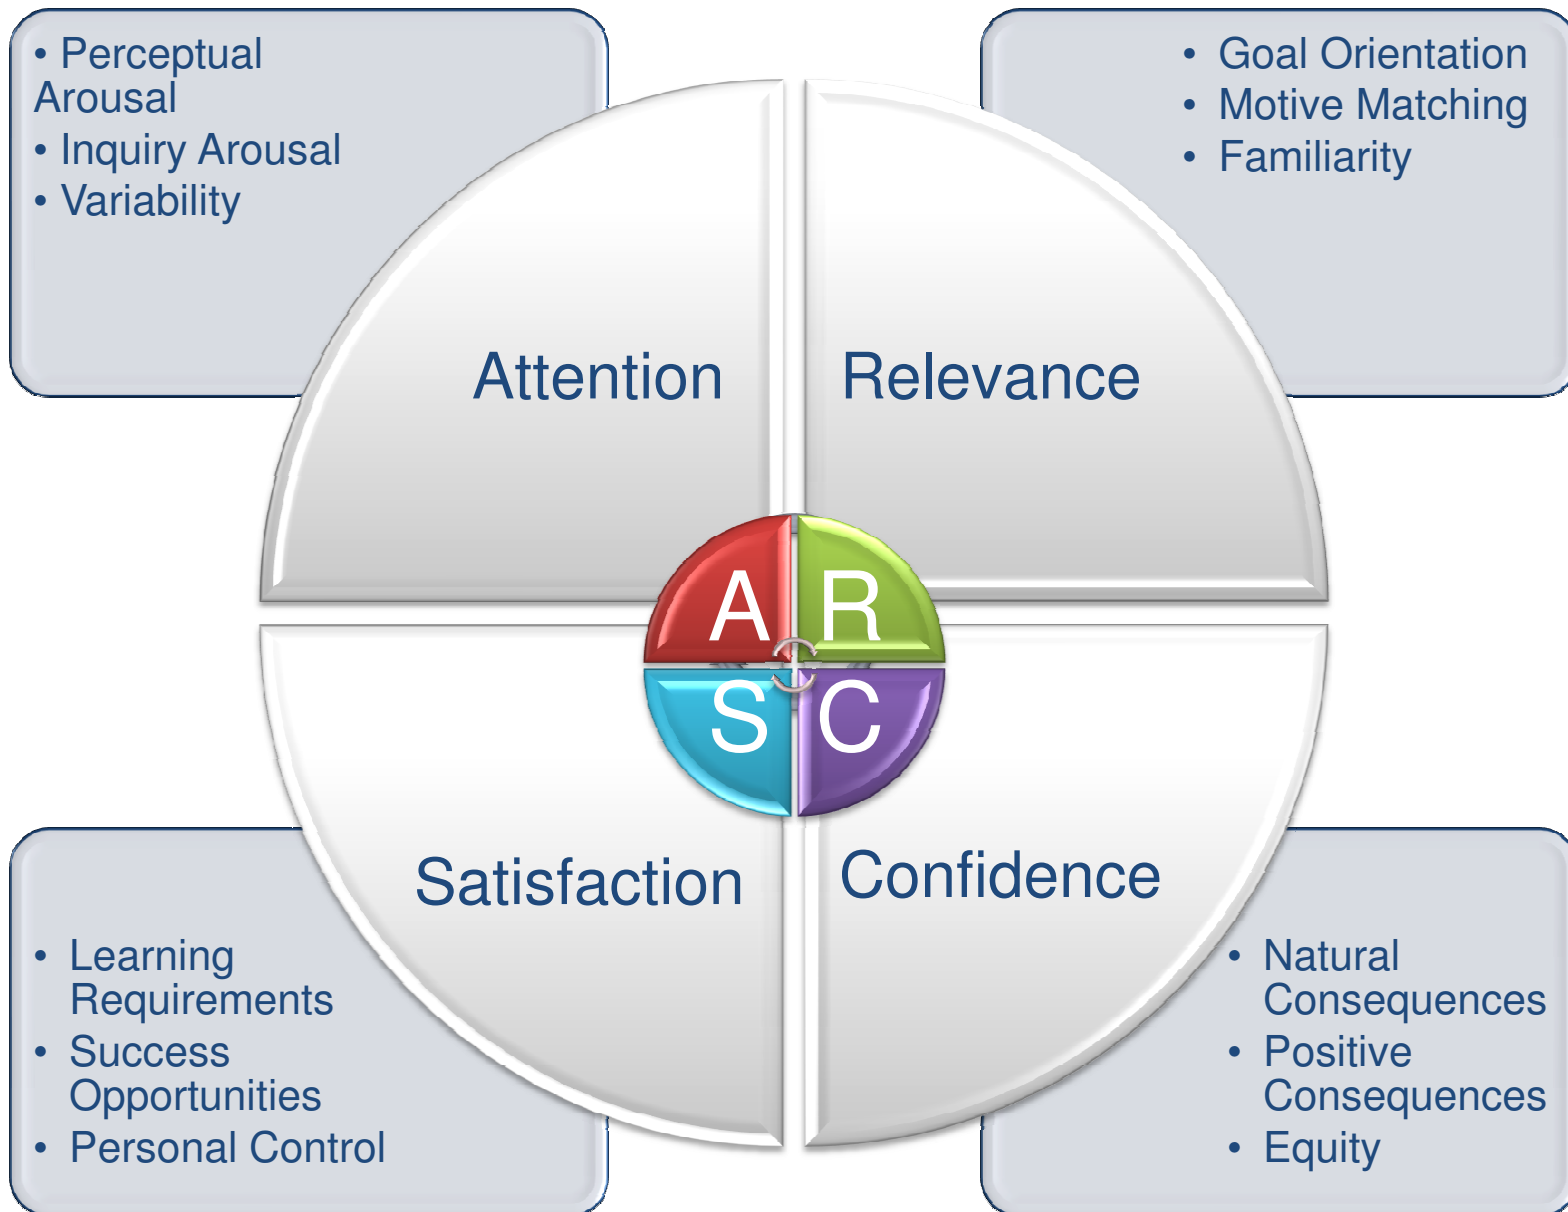 • Perceptual
Arousal
• Inquiry Arousal
• Variability
• Goal Orientation
• Motive Matching
• Familiarity
Attention
Relevance
A
R
S
C
Satisfaction
Confidence
• Learning
Requirements
• Success
Opportunities
• Personal Control
• Natural
Consequences
• Positive
Consequences
• Equity